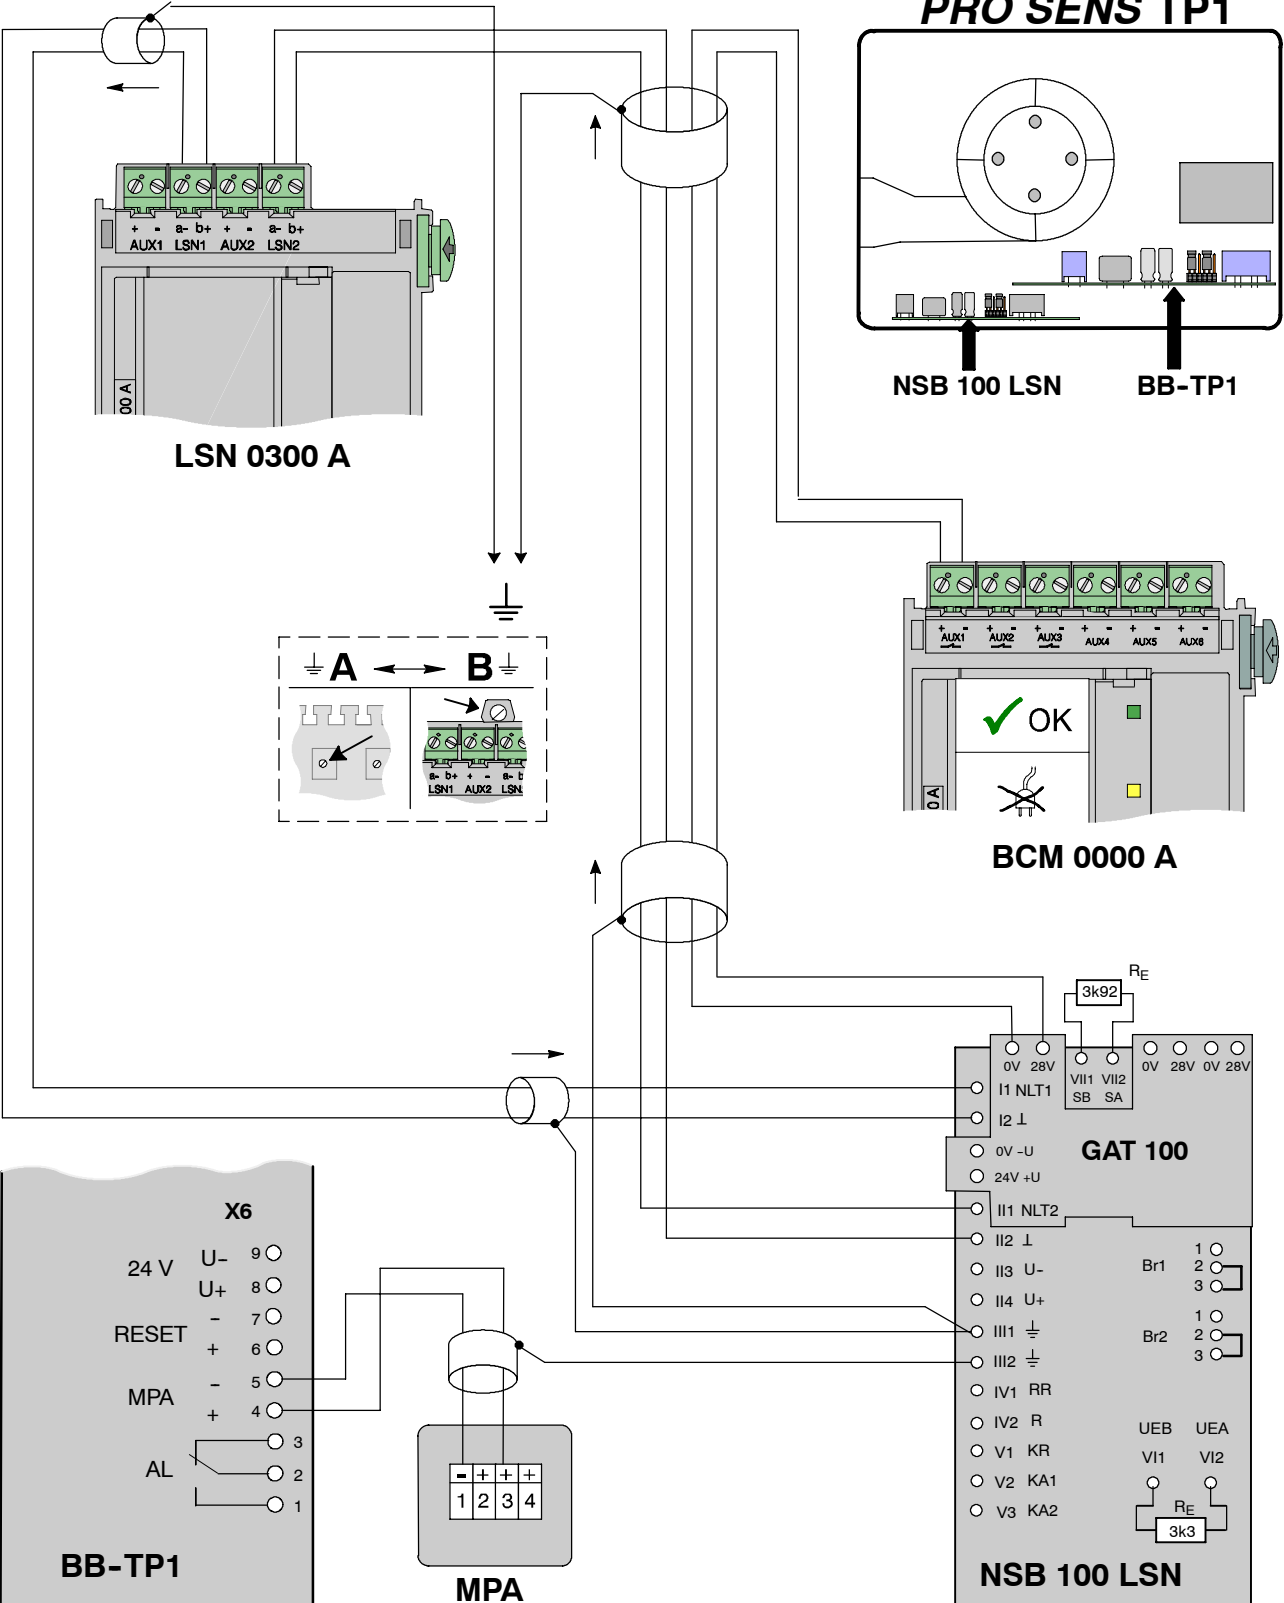 PRO SENS TP1
NSB 100 LSN
BB-TP1
+ - a- b+ + - a- b+
AUX1 LSN1 AUX2 LSN2
00 A
LSN 0300 A
A B
a- b+ + - a- b
LSN1 AUX2 LSN
+ - + - + - + - + - + -
AUX1 AUX2 AUX3 AUX4 AUX5 AUX6
OK
0 A
BCM 0000 A
RE
3k92
0V 28V
VII1 VII2
SB SA
0V 28V 0V 28V
I1 NLT1
I2 ⊥
0V -U
24V +U
GAT 100
II1 NLT2
II2 ⊥
II3 U-
II4 U+
III1 ⏚
III2 ⏚
IV1 RR
IV2 R
V1 KR
V2 KA1
V3 KA2
Br1
1
2
3
Br2
1
2
3
UEB UEA
VI1 VI2
RE
3k3
NSB 100 LSN
X6
24 V
U- 9
U+ 8
RESET
- 7
+ 6
MPA
- 5
+ 4
AL
3
2
1
BB-TP1
- + + +
1 2 3 4
MPA